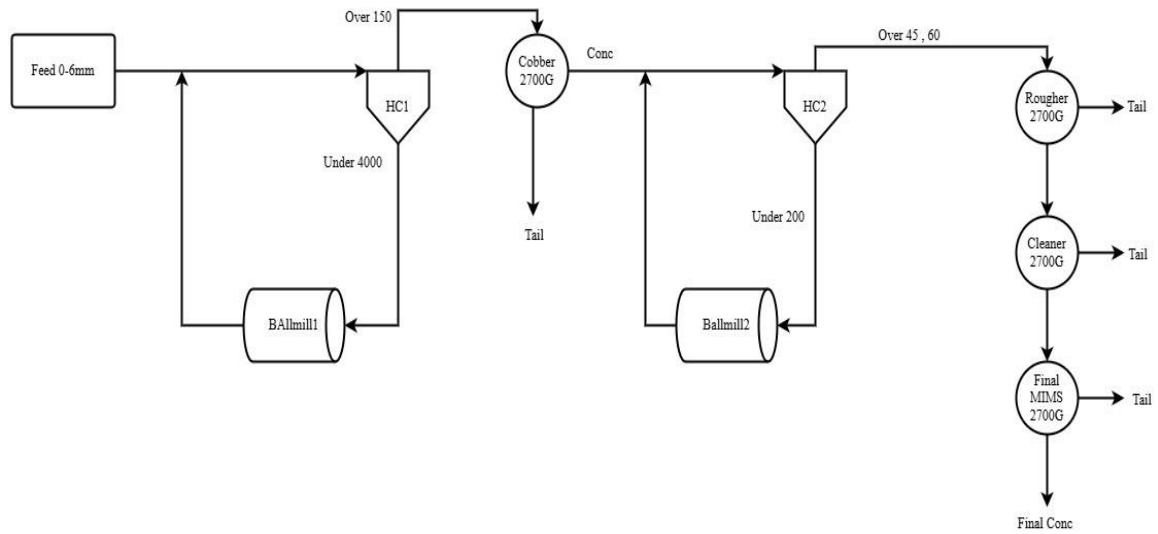 Over 150
Feed 0-6mm
HC1
Under 4000
BAllmill1
Cobber
2700G
Tail
Conc
HC2
Under 200
Ballmill2
Over 45 , 60
Rougher
2700G
Tail
Cleaner
2700G
Tail
Final
MIMS
2700G
Tail
Final Conc